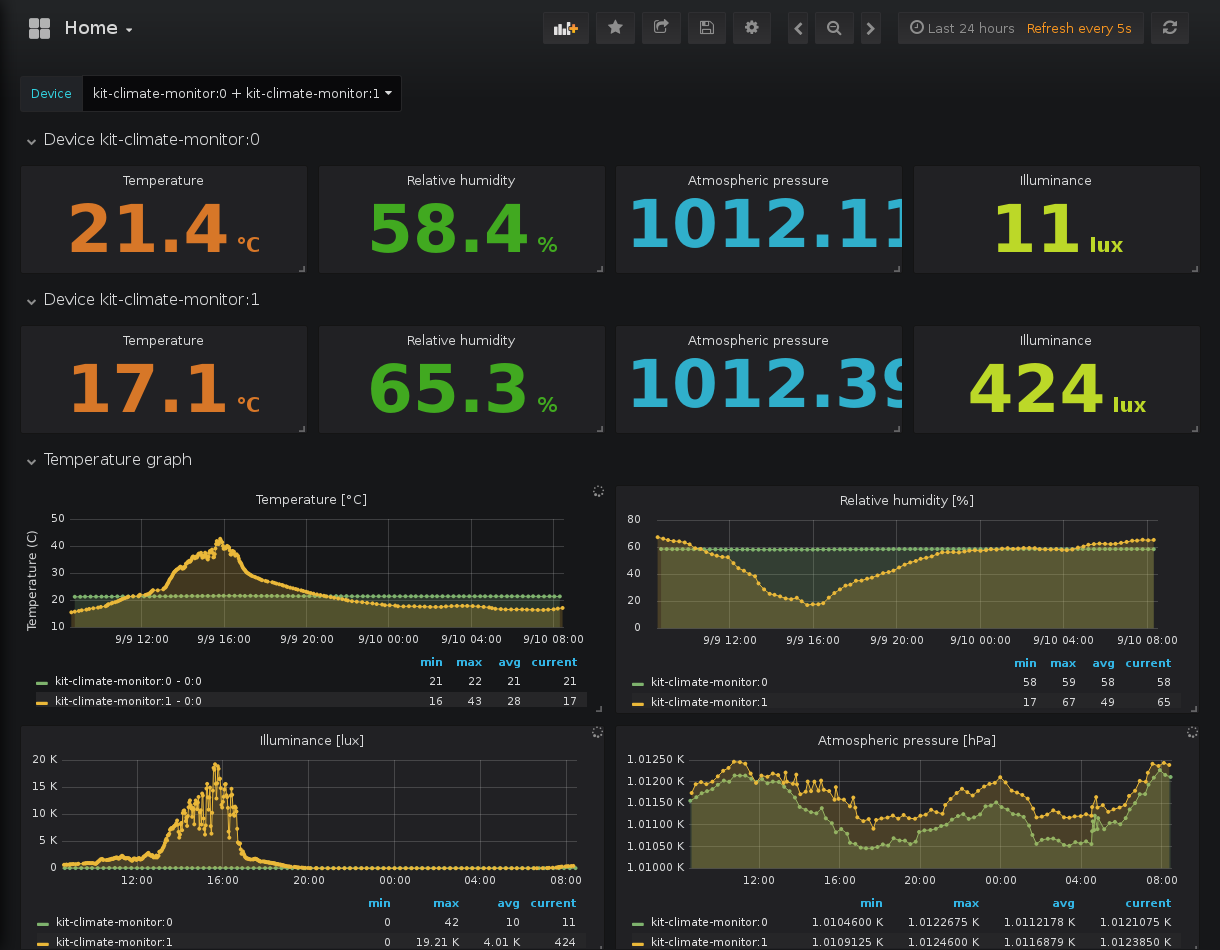 Home
Last 24 hours Refresh every 5s
Device kit-climate-monitor:0 + kit-climate-monitor:1
Device kit-climate-monitor:0
Temperature Relative humidity Atmospheric pressure Illuminance
21.4 °C 58.4 % 1012.11 11 lux
Device kit-climate-monitor:1
Temperature Relative humidity Atmospheric pressure Illuminance
17.1 °C 65.3 % 1012.39 424 lux
Temperature graph
Temperature [°C]
Temperature (C)
50
40
30
20
10
9/9 12:00 9/9 16:00 9/9 20:00 9/10 00:00 9/10 04:00 9/10 08:00
min max avg current
kit-climate-monitor:0 - 0:0 21 22 21 21
kit-climate-monitor:1 - 0:0 16 43 28 17
Relative humidity [%]
80
60
40
20
0
9/9 12:00 9/9 16:00 9/9 20:00 9/10 00:00 9/10 04:00 9/10 08:00
min max avg current
kit-climate-monitor:0 58 59 58 58
kit-climate-monitor:1 17 67 49 65
Illuminance [lux]
20 K
15 K
10 K
5 K
0
12:00 16:00 20:00 00:00 04:00 08:00
min max avg current
kit-climate-monitor:0 0 42 10 11
kit-climate-monitor:1 0 19.21 K 4.01 K 424
Atmospheric pressure [hPa]
1.01250 K
1.01200 K
1.01150 K
1.01100 K
1.01050 K
1.01000 K
12:00 16:00 20:00 00:00 04:00 08:00
min max avg current
kit-climate-monitor:0 1.0104600 K 1.0122675 K 1.0112178 K 1.0121075 K
kit-climate-monitor:1 1.0109125 K 1.0124600 K 1.0116879 K 1.0123850 K